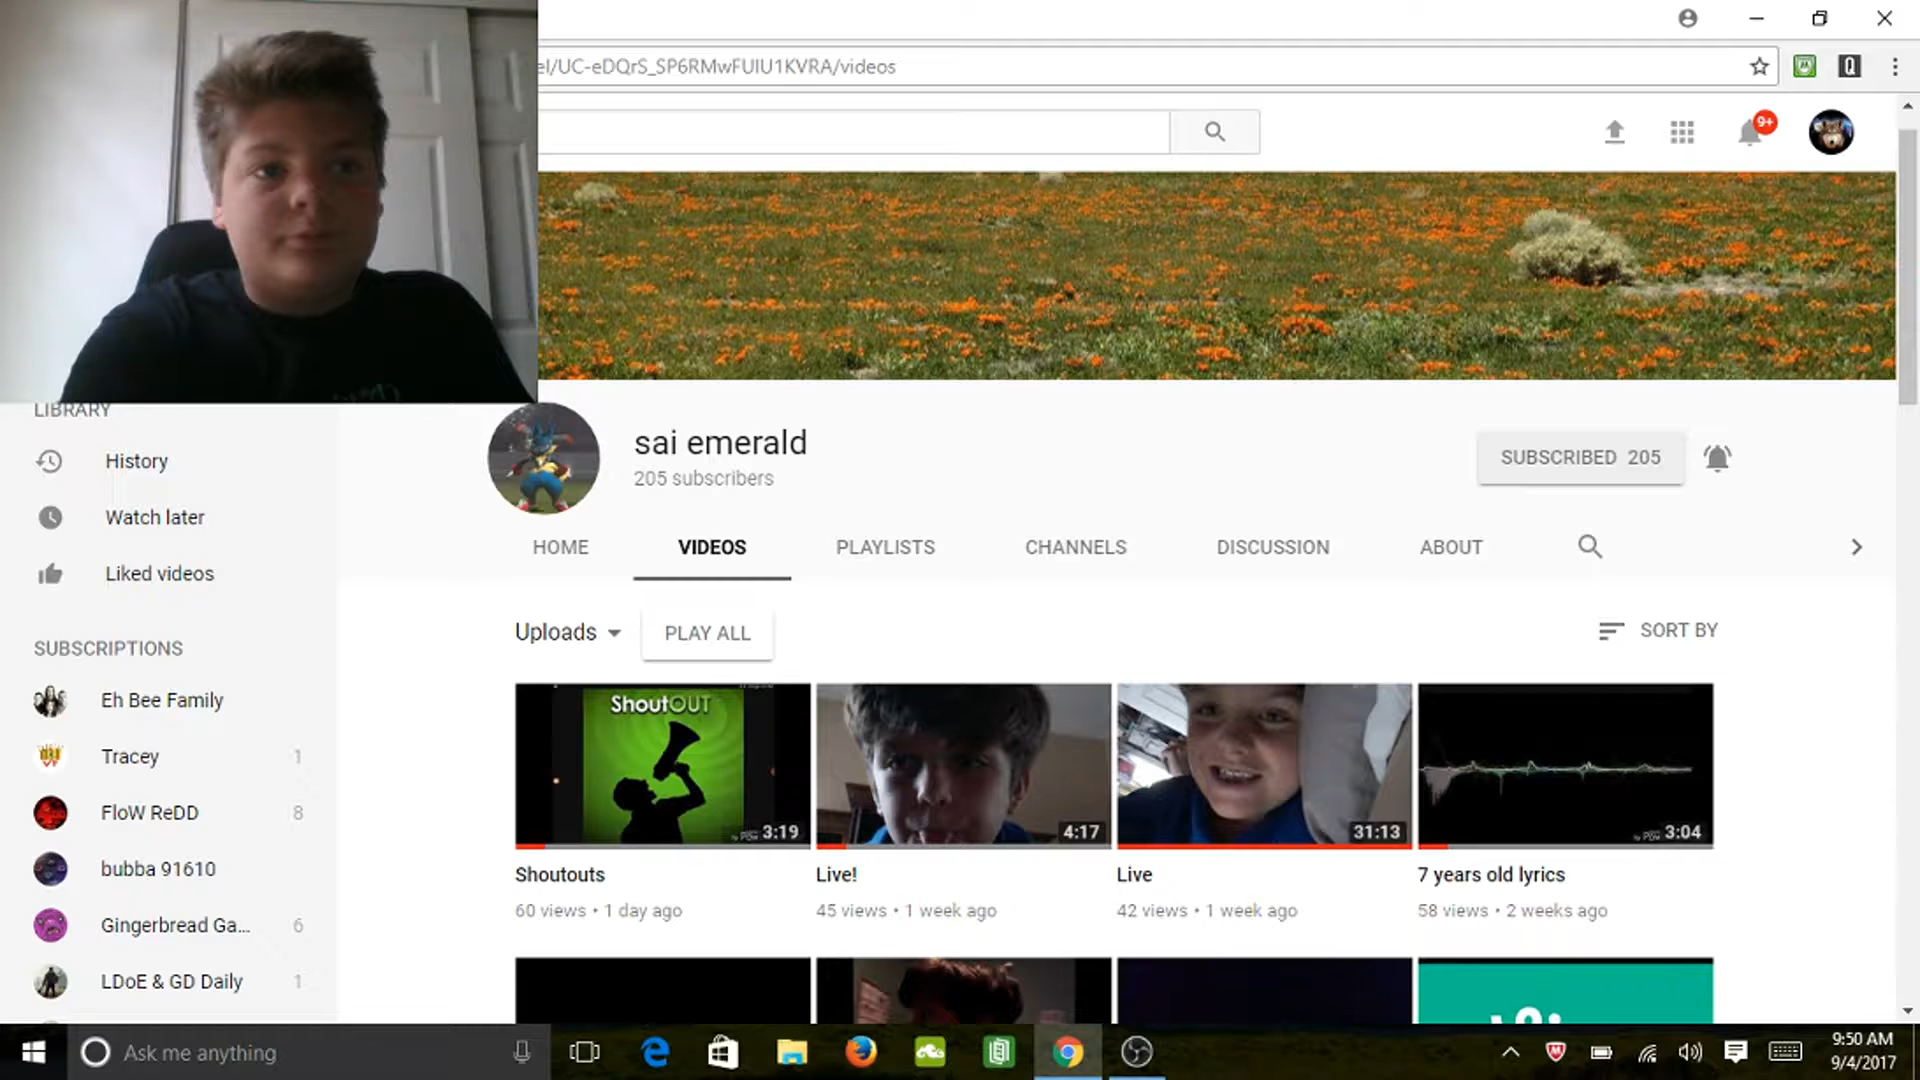 el/UC-eDQrS_SP6RMwFUIU1KVRA/videos
9+
LIBRARY
History
Watch later
Liked videos
SUBSCRIPTIONS
Eh Bee Family
Tracey 1
FloW ReDD 8
bubba 91610
Gingerbread Ga... 6
LDoE & GD Daily 1
sai emerald
205 subscribers
SUBSCRIBED 205
HOME VIDEOS PLAYLISTS CHANNELS DISCUSSION ABOUT
Uploads PLAY ALL SORT BY
ShoutOUT
3:19 4:17 31:13 3:04
Shoutouts Live! Live 7 years old lyrics
60 views • 1 day ago 45 views • 1 week ago 42 views • 1 week ago 58 views • 2 weeks ago
Ask me anything
9:50 AM
9/4/2017